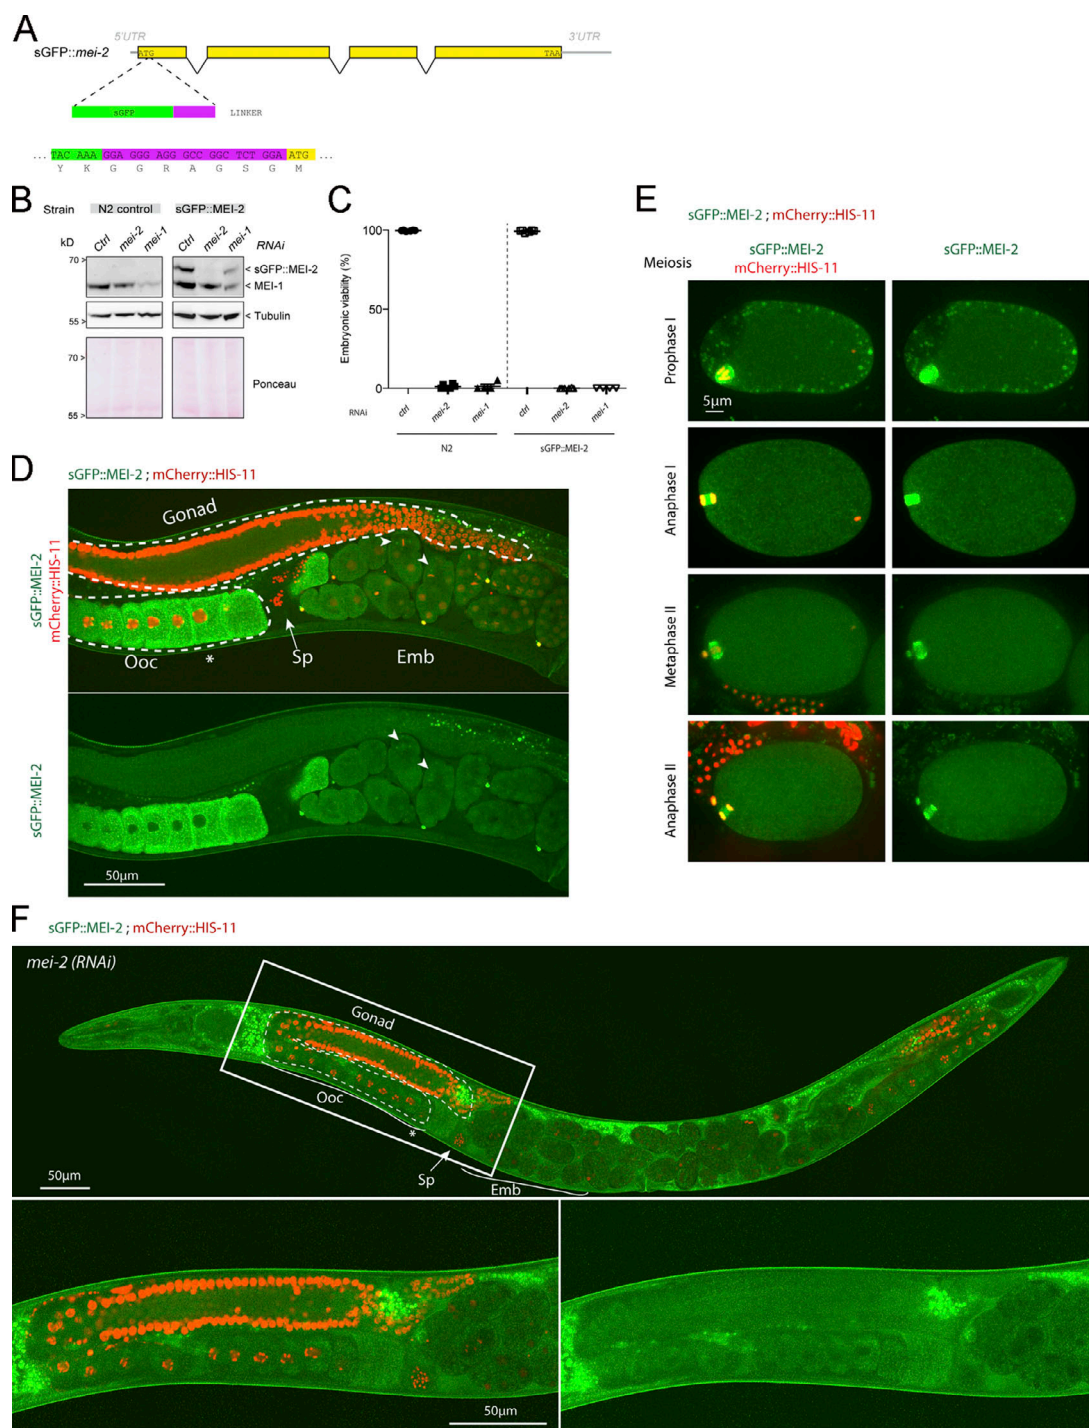 A
5'UTR
3'UTR
sGFP::mei-2
ATG
TAA
sGFP
LINKER
... TAC AAA GGA GGG AGG GCC GGC TCT GGA ATG ...
Y K G G R A G S G M
B
Strain
N2 control
sGFP::MEI-2
kD
Ctrl mei-2 mei-1
Ctrl mei-2 mei-1
RNAi
70 >
< sGFP::MEI-2
< MEI-1
55 >
< Tubulin
70 >
Ponceau
55 >
C
Embryonic viability (%)
100
50
0
RNAi
ctrl mei-2 mei-1 ctrl mei-2 mei-1
N2
sGFP::MEI-2
D
sGFP::MEI-2 ; mCherry::HIS-11
sGFP::MEI-2
mCherry::HIS-11
Gonad
Ooc
*
Sp
Emb
sGFP::MEI-2
50µm
E
sGFP::MEI-2 ; mCherry::HIS-11
Meiosis
sGFP::MEI-2
mCherry::HIS-11
sGFP::MEI-2
Prophase I
5µm
Anaphase I
Metaphase II
Anaphase II
F
sGFP::MEI-2 ; mCherry::HIS-11
mei-2 (RNAi)
Gonad
Ooc
*
Sp
Emb
50µm
50µm